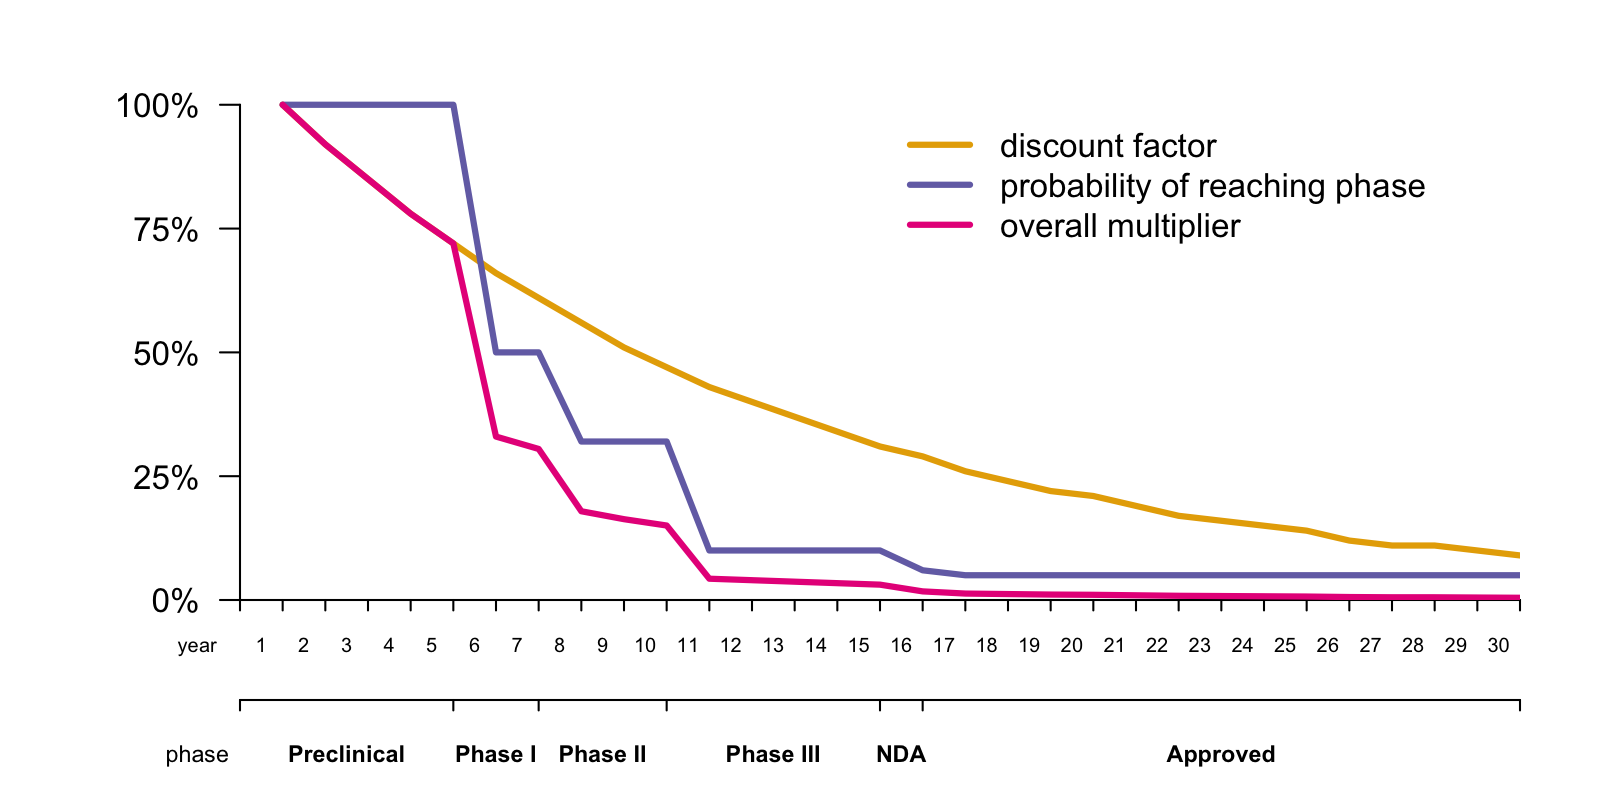 100%
75%
50%
25%
0%
discount factor
probability of reaching phase
overall multiplier
year 1 2 3 4 5 6 7 8 9 10 11 12 13 14 15 16 17 18 19 20 21 22 23 24 25 26 27 28 29 30
phase Preclinical Phase I Phase II Phase III NDA Approved